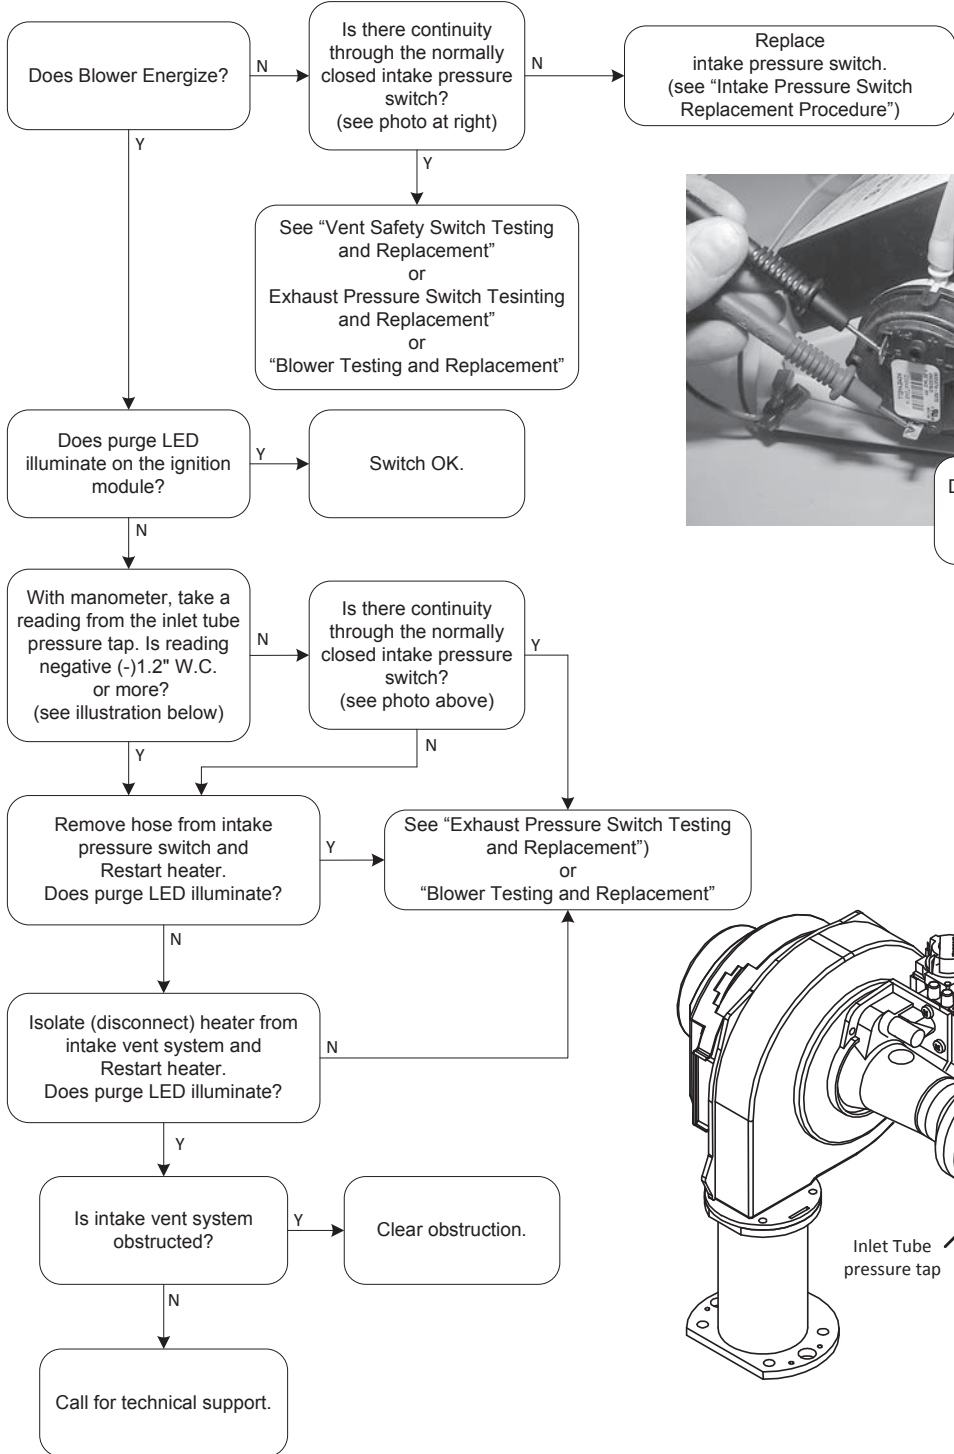 Does Blower Energize?
N
Is there continuity
through the normally
closed intake pressure
switch?
(see photo at right)
N
Replace
intake pressure switch.
(see “Intake Pressure Switch
Replacement Procedure”)
Y
Y
See “Vent Safety Switch Testing
and Replacement”
or
Exhaust Pressure Switch Tesinting
and Replacement”
or
“Blower Testing and Replacement”
Does purge LED
illuminate on the ignition
module?
Y
Switch OK.
D
N
With manometer, take a
reading from the inlet tube
pressure tap. Is reading
negative (-)1.2" W.C.
or more?
(see illustration below)
N
Is there continuity
through the normally
closed intake pressure
switch?
(see photo above)
Y
Y
N
Remove hose from intake
pressure switch and
Restart heater.
Does purge LED illuminate?
Y
See “Exhaust Pressure Switch Testing
and Replacement”)
or
“Blower Testing and Replacement”
N
Isolate (disconnect) heater from
intake vent system and
Restart heater.
Does purge LED illuminate?
N
Y
Is intake vent system
obstructed?
Y
Clear obstruction.
N
Call for technical support.
Inlet Tube
pressure tap